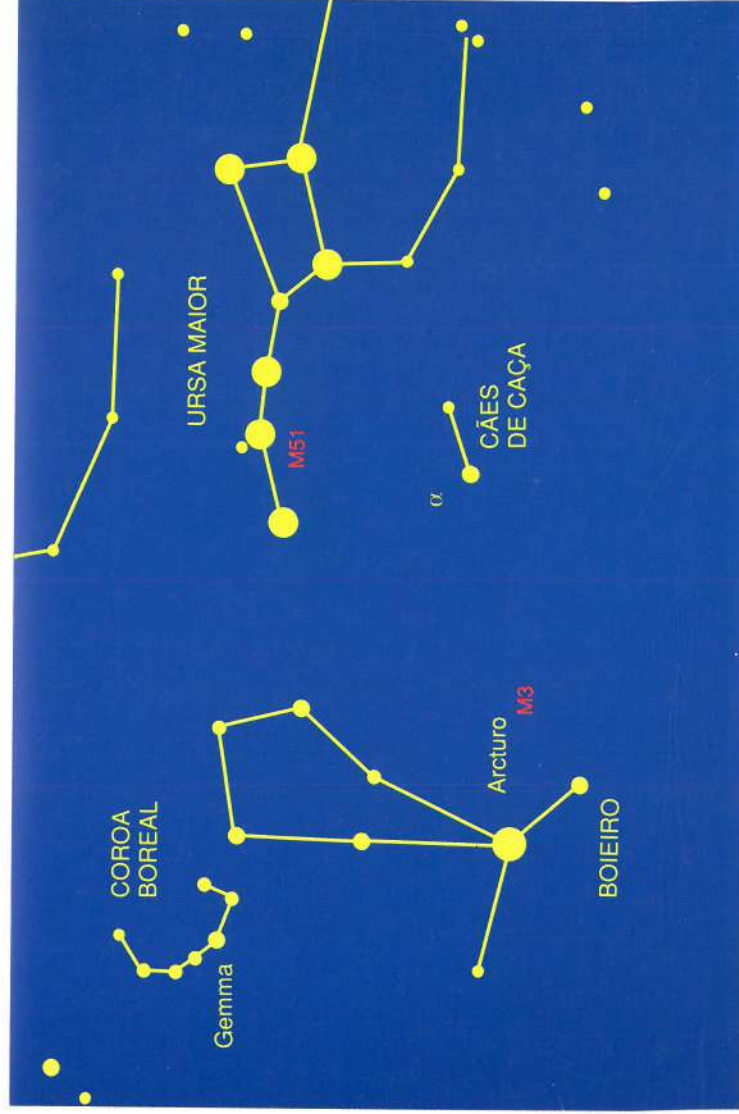 URSA MAIOR
M51
CÃES
DE CAÇA
α
COROA
BOREAL
Gemma
Arcturo
M3
BOIEIRO